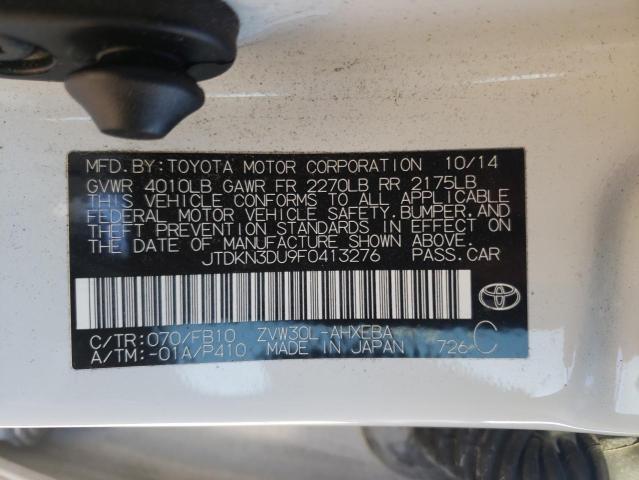 MFD.BY:TOYOTA MOTOR CORPORATION 10/14
GVWR 4010LB GAWR FR 2270LB RR 2175LB
THIS VEHICLE CONFORMS TO ALL APPLICABLE
FEDERAL MOTOR VEHICLE SAFETY,BUMPER,AND
THEFT PREVENTION STANDARDS IN EFFECT ON
THE DATE OF MANUFACTURE SHOWN ABOVE.
JTDKN3DU9F0413276 PASS.CAR
C/TR:070/FB10 ZVW30L-AHXEBA
A/TM:-01A/P410 MADE IN JAPAN 726 C